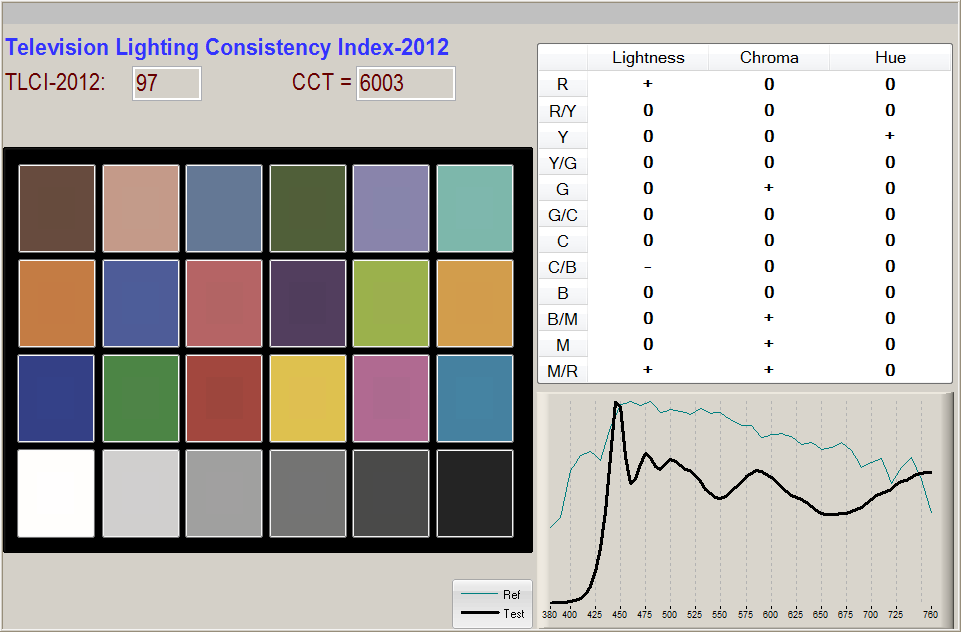 Television Lighting Consistency Index-2012
TLCI-2012: 97 CCT = 6003
Lightness Chroma Hue
R + 0 0
R/Y 0 0 0
Y 0 0 +
Y/G 0 0 0
G 0 + 0
G/C 0 0 0
C 0 0 0
C/B - 0 0
B 0 0 0
B/M 0 + 0
M 0 + 0
M/R + + 0
Ref
Test
380 400 425 450 475 500 525 550 575 600 625 650 675 700 725 760